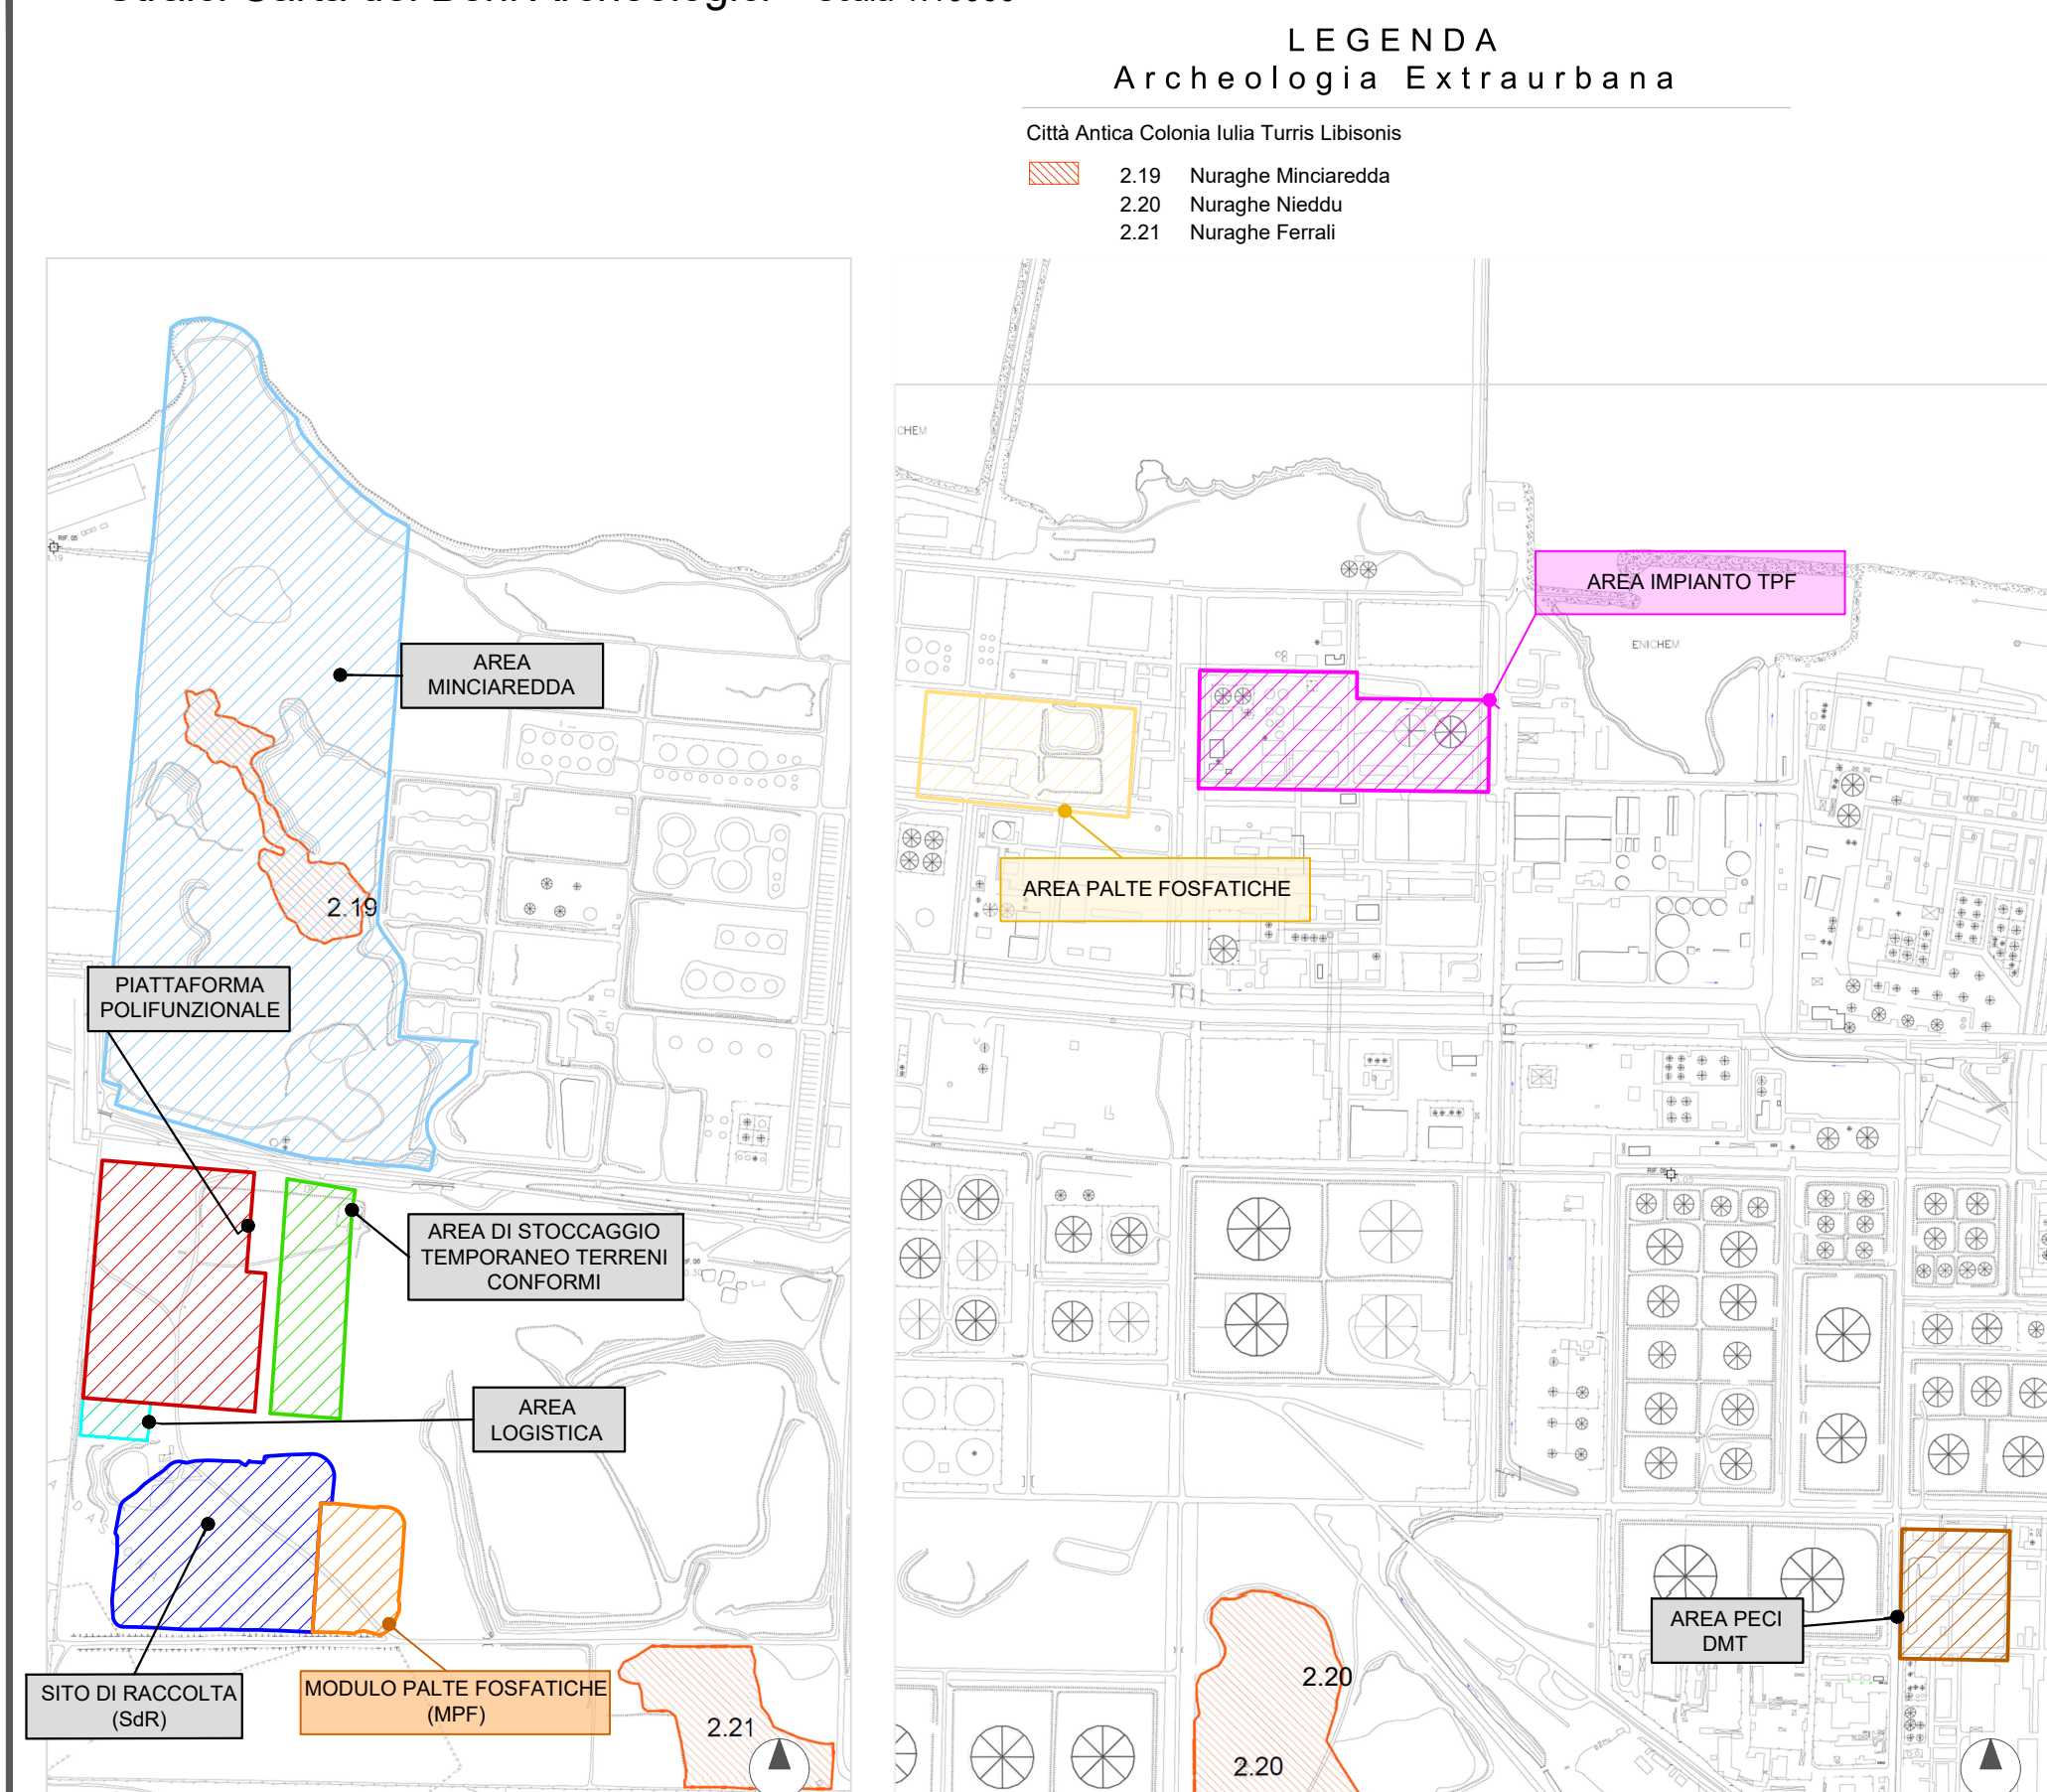 LEGENDA
Archeologia Extraurbana
Città Antica Colonia Iulia Turris Libisonis
2.19 Nuraghe Minciaredda
2.20 Nuraghe Nieddu
2.21 Nuraghe Ferrali
CHEM
RIF. 05
AREA IMPIANTO TPF
ENICHEM
AREA
MINCIAREDDA
AREA PALTE FOSFATICHE
2.19
PIATTAFORMA
POLIFUNZIONALE
AREA DI STOCCAGGIO
TEMPORANEO TERRENI
CONFORMI
AREA
LOGISTICA
AREA PECI
DMT
SITO DI RACCOLTA
(SdR)
MODULO PALTE FOSFATICHE
(MPF)
2.21
2.20
2.20